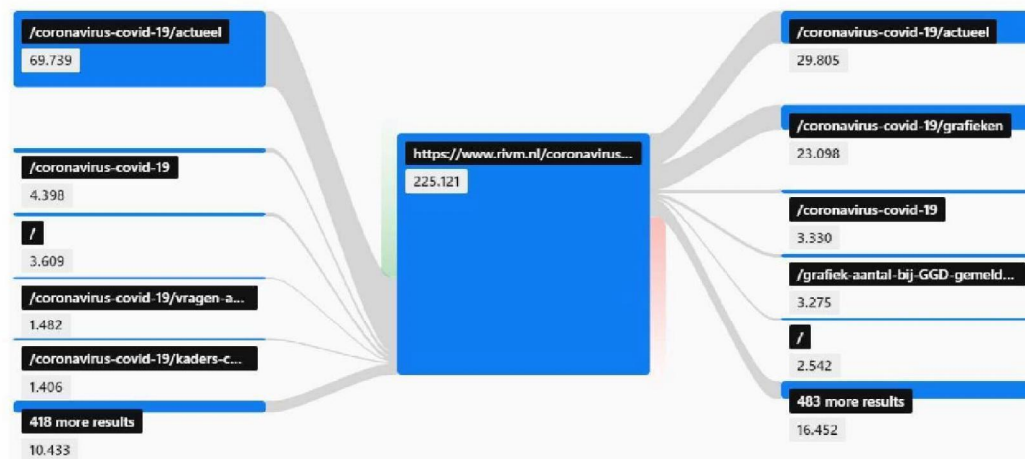 /coronavirus-covid-19/actueel
69.739
/coronavirus-covid-19
4.398
/
3.609
/coronavirus-covid-19/vragen-a...
1.482
/coronavirus-covid-19/kaders-c...
1.406
418 more results
10.433
https://www.rivm.nl/coronavirus...
225.121
/coronavirus-covid-19/actueel
29.805
/coronavirus-covid-19/grafieken
23.098
/coronavirus-covid-19
3.330
/grafiek-aantal-bij-GGD-gemeld...
3.275
/
2.542
483 more results
16.452